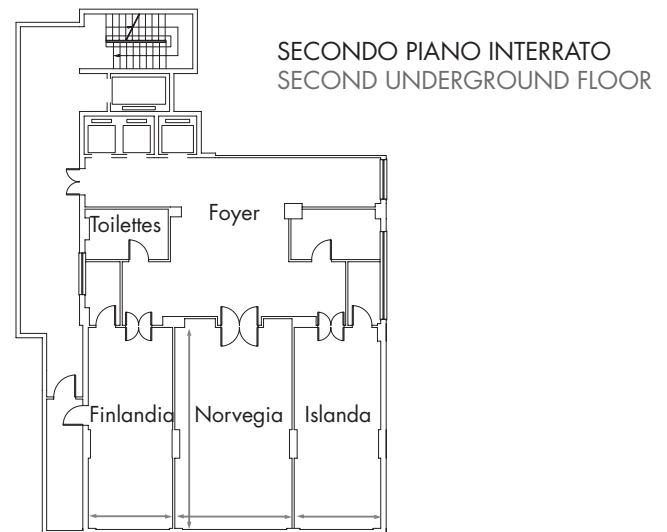 SECONDO PIANO INTERRATO
SECOND UNDERGROUND FLOOR
Foyer
Toilettes
Finlandia
Norvegia
Islanda